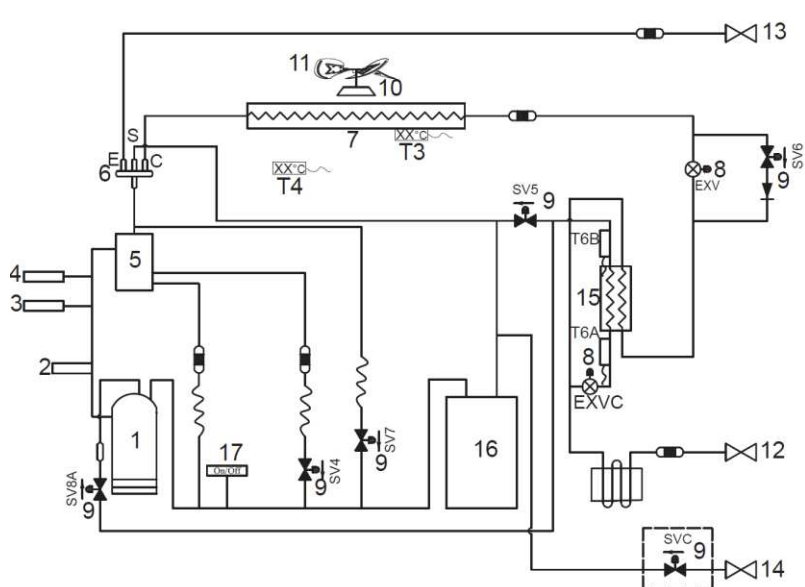 13
11
10
S
7
XX°C
T3
E
C
6
XX°C
T4
8
EXV
SV6
9
SV5
9
T6B
5
4
15
3
T6A
8
2
EXVC
1
17
On/Off
16
SV7
9
SV4
9
12
SV8A
9
SVC
9
14